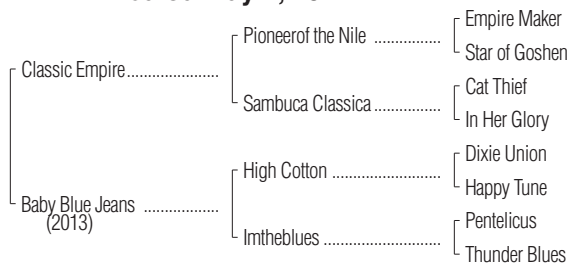 Empire Maker
Pioneerof the Nile ................
Star of Goshen
Classic Empire......................
Cat Thief
Sambuca Classica ................
In Her Glory
Dixie Union
High Cotton ..........................
Happy Tune
Baby Blue Jeans ..................
(2013)
Pentelicus
Imtheblues ............................
Thunder Blues